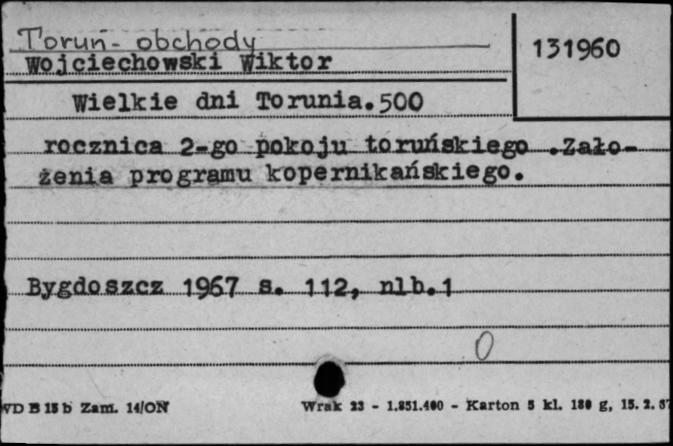 Toruń - obchody
131960
Wojciechowski Wiktor
Wielkie dni Torunia.500
rocznica 2-go pokoju toruńskiego .Zało-
żenia programu kopernikańskiego.
Bygdoszcz 1967 s. 112, nlb.1
0
WD B 15 b Zam. 14/ON
Wrak 23 - 1.851.400 - Karton 5 kl. 180 g, 15. 2. 57